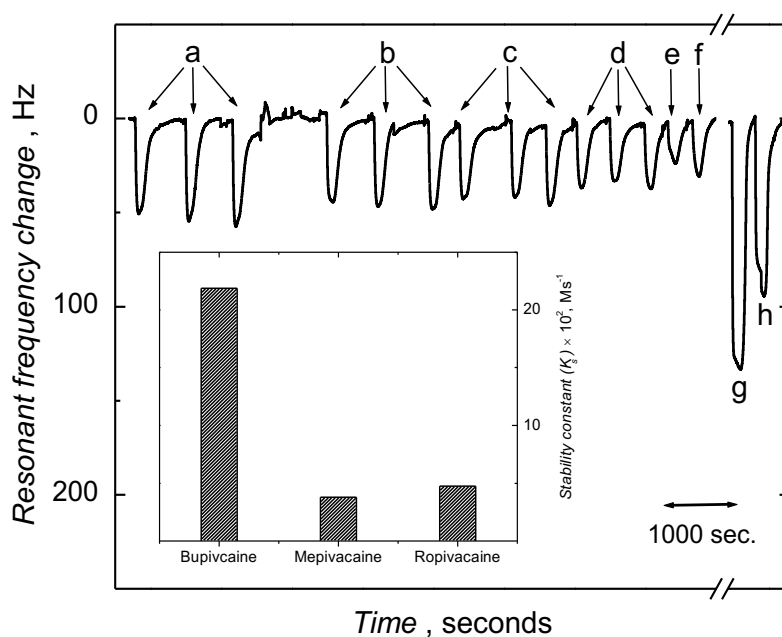 a
b
c
d
e
f
0
100
200
Resonant frequency change , Hz
g
h
1000 sec.
20
10
Stability constant (Ks) × 10², Ms⁻¹
Bupivcaine
Mepivacaine
Ropivacaine
Time , seconds